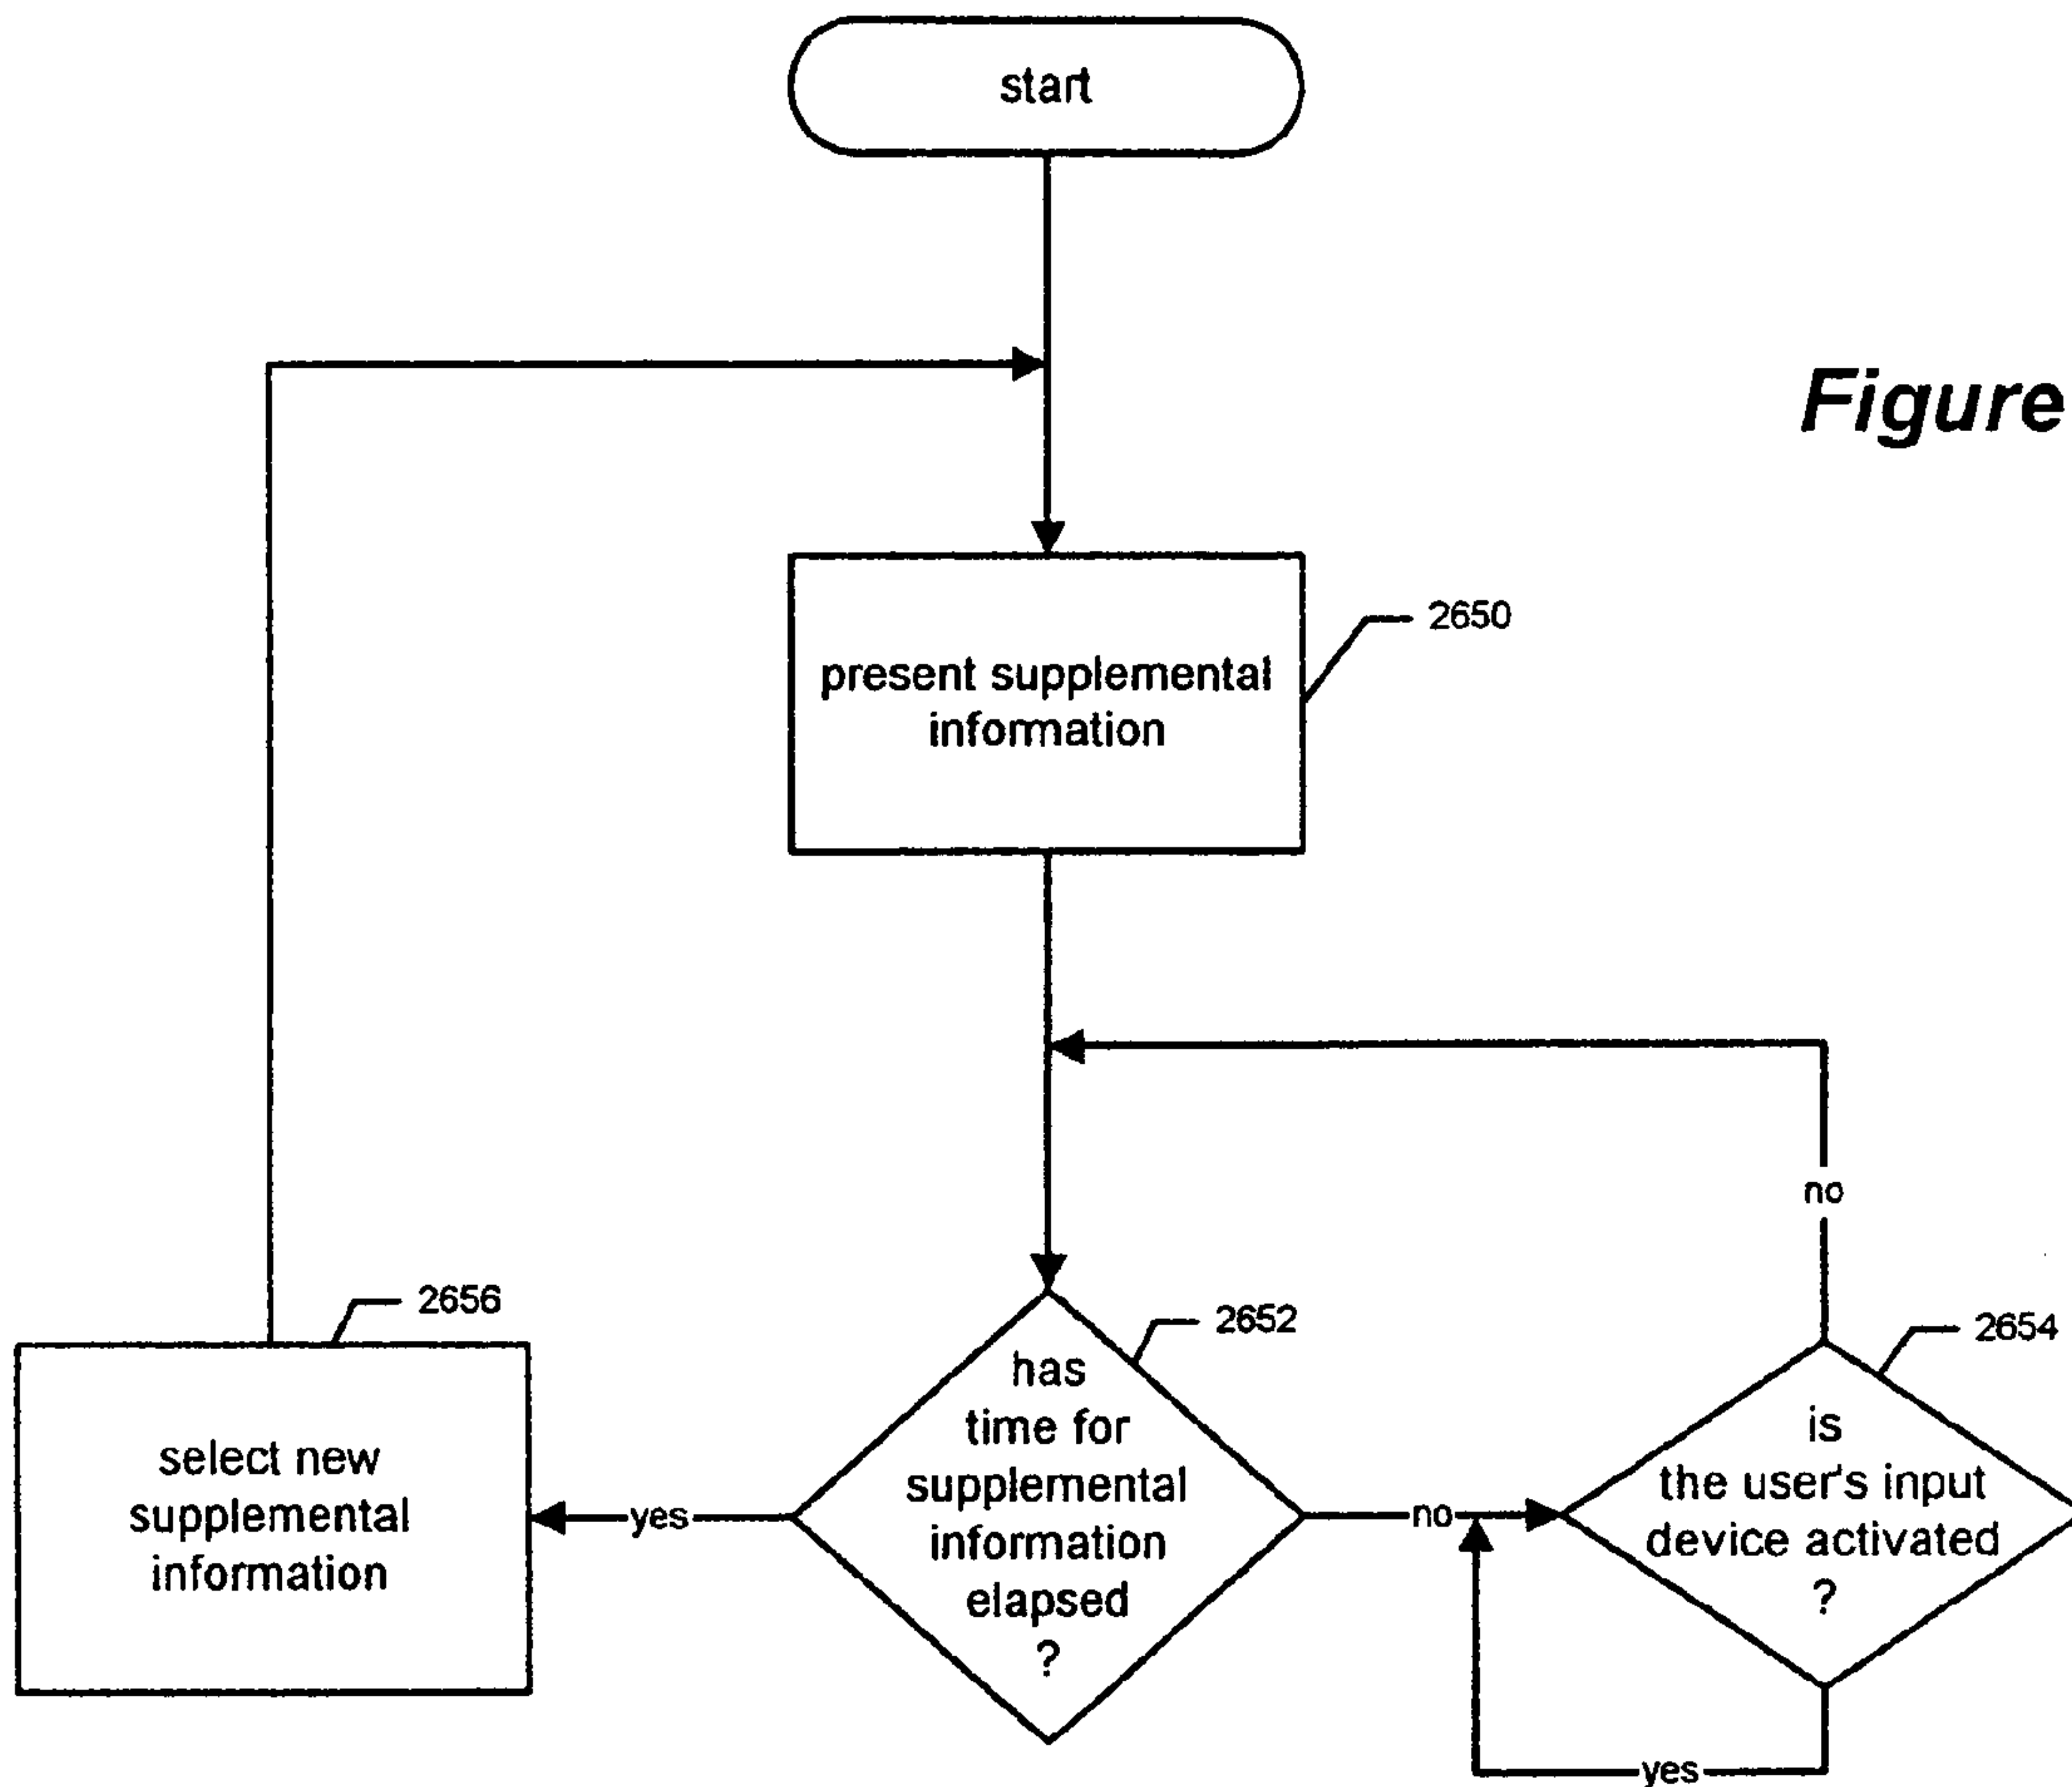 start
Figure
2650
present supplemental
information
2656
select new
supplemental
information
2652
has
time for
supplemental
information
elapsed
?
yes
no
2654
is
the user's input
device activated
?
no
yes